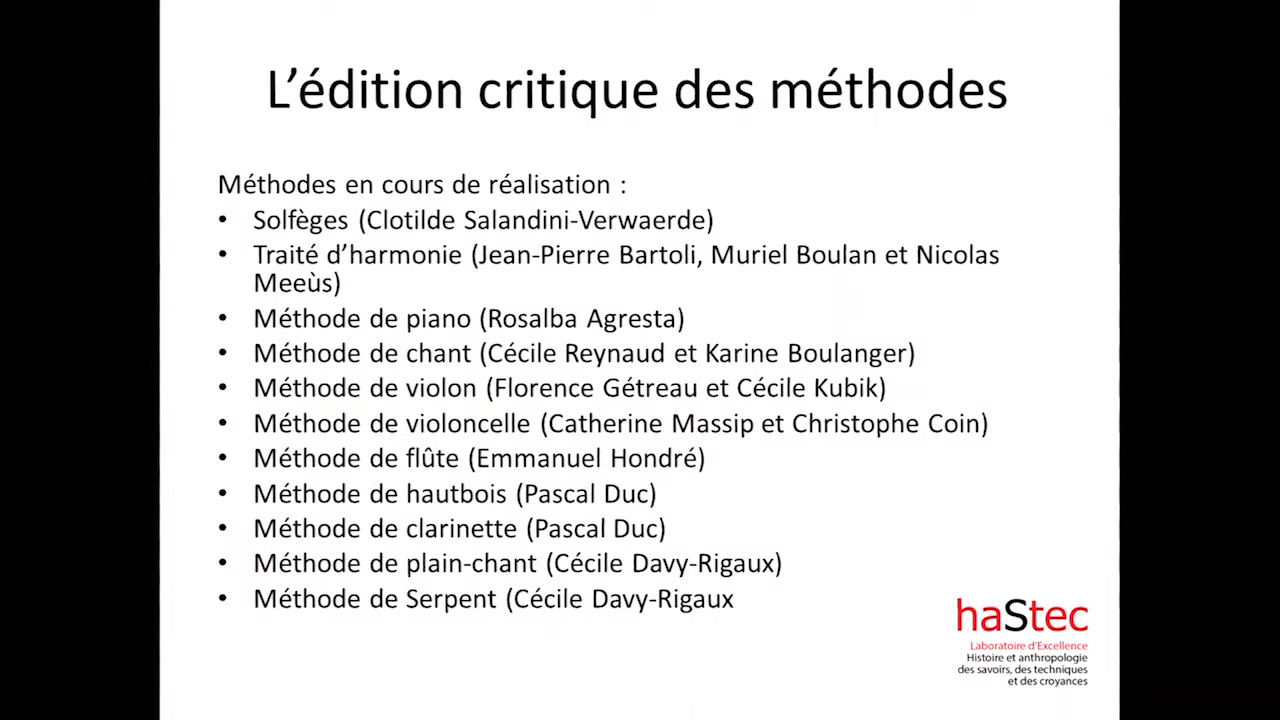 L’édition critique des méthodes
Méthodes en cours de réalisation :
• Solfèges (Clotilde Salandini-Verwaerde)
• Traité d’harmonie (Jean-Pierre Bartoli, Muriel Boulan et Nicolas
Meeùs)
• Méthode de piano (Rosalba Agresta)
• Méthode de chant (Cécile Reynaud et Karine Boulanger)
• Méthode de violon (Florence Gétreau et Cécile Kubik)
• Méthode de violoncelle (Catherine Massip et Christophe Coin)
• Méthode de flûte (Emmanuel Hondré)
• Méthode de hautbois (Pascal Duc)
• Méthode de clarinette (Pascal Duc)
• Méthode de plain-chant (Cécile Davy-Rigaux)
• Méthode de Serpent (Cécile Davy-Rigaux
haStec
Laboratoire d’Excellence
Histoire et anthropologie
des savoirs, des techniques
et des croyances